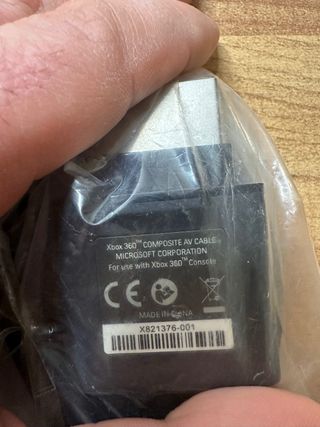 Xbox 360™ COMPOSITE AV CABLE
MICROSOFT CORPORATION
For use with Xbox 360™ Console
CE
MADE IN CHINA
X821376-001